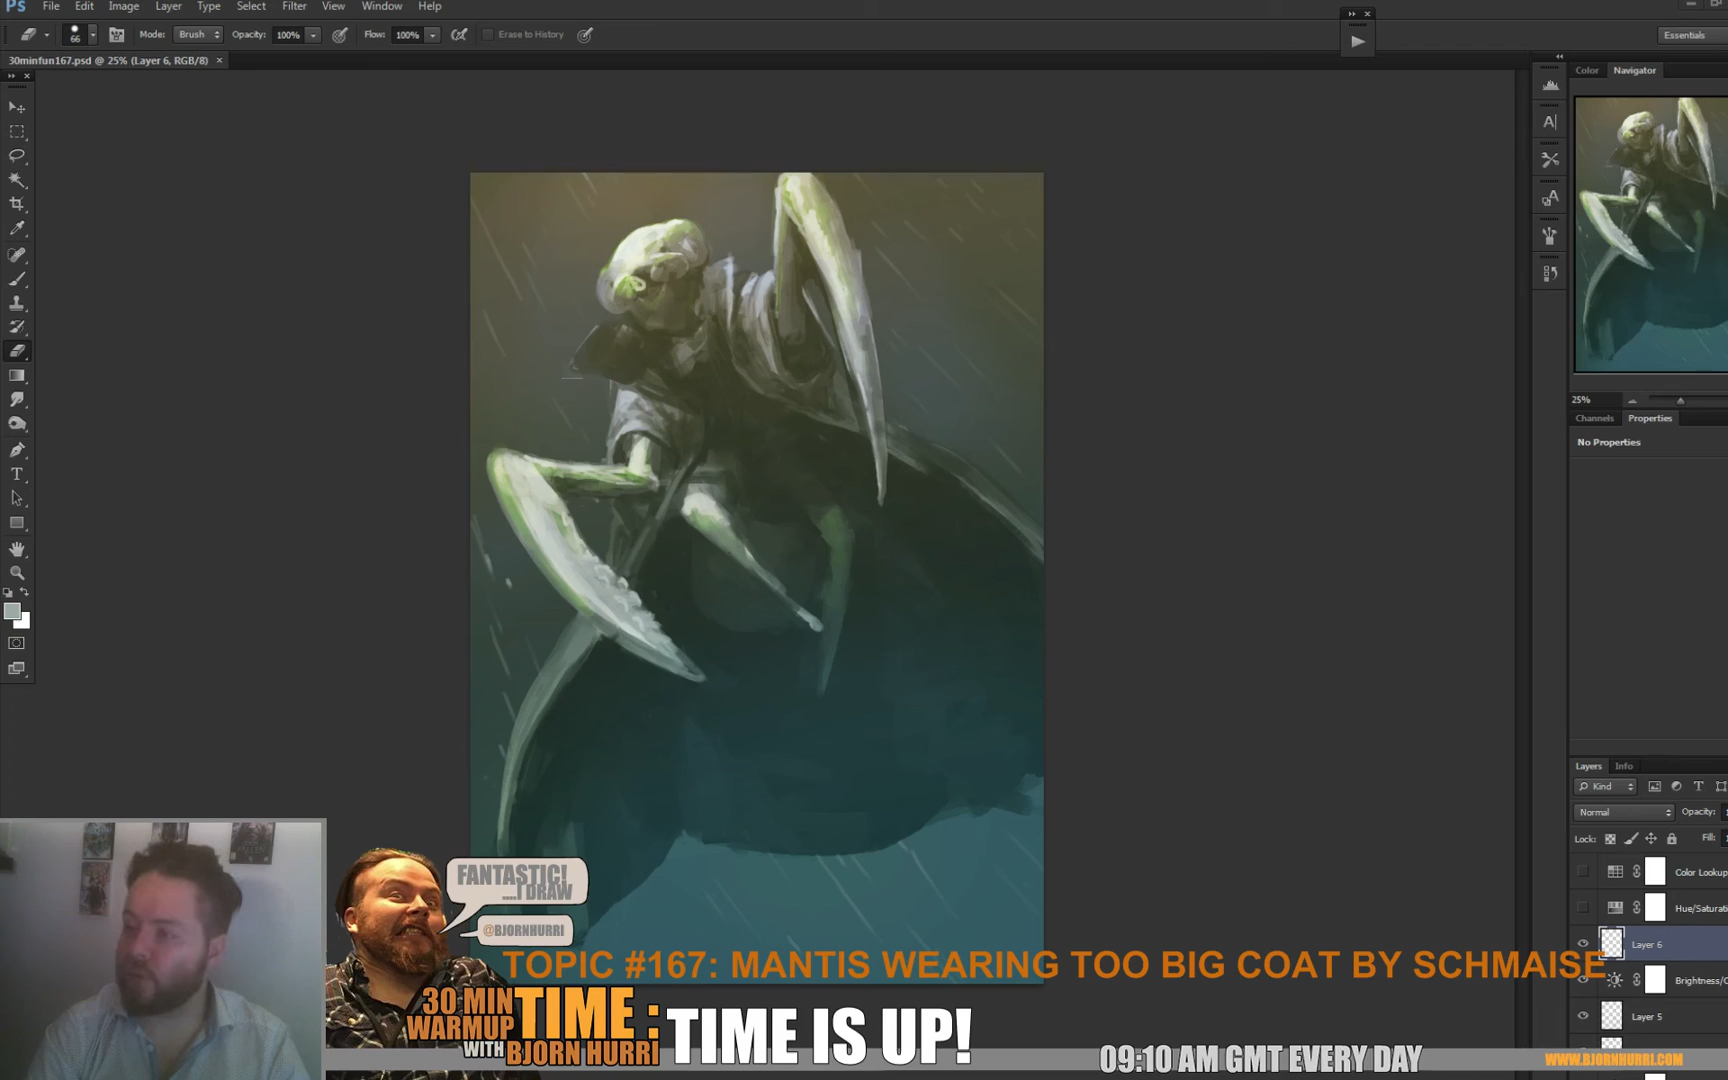 Ps File Edit Image Layer Type Select Filter View Window Help
66 Mode: Brush Opacity: 100% Flow: 100% Erase to History
Essentials
30minfun167.psd @ 25% (Layer 6, RGB/8) ×
Color Navigator
25%
Channels Properties
No Properties
Layers Info
Kind
Normal Opacity:
Lock: Fill:
Color Lookup
Hue/Saturati
Layer 6
Brightness/C
Layer 5
FANTASTIC!
....I DRAW
@BJORNHURRI
TOPIC #167: MANTIS WEARING TOO BIG COAT BY SCHMAISE
30 MIN
WARMUP
WITH BJORN HURRI
TIME : TIME IS UP!
09:10 AM GMT EVERY DAY
WWW.BJORNHURRI.COM